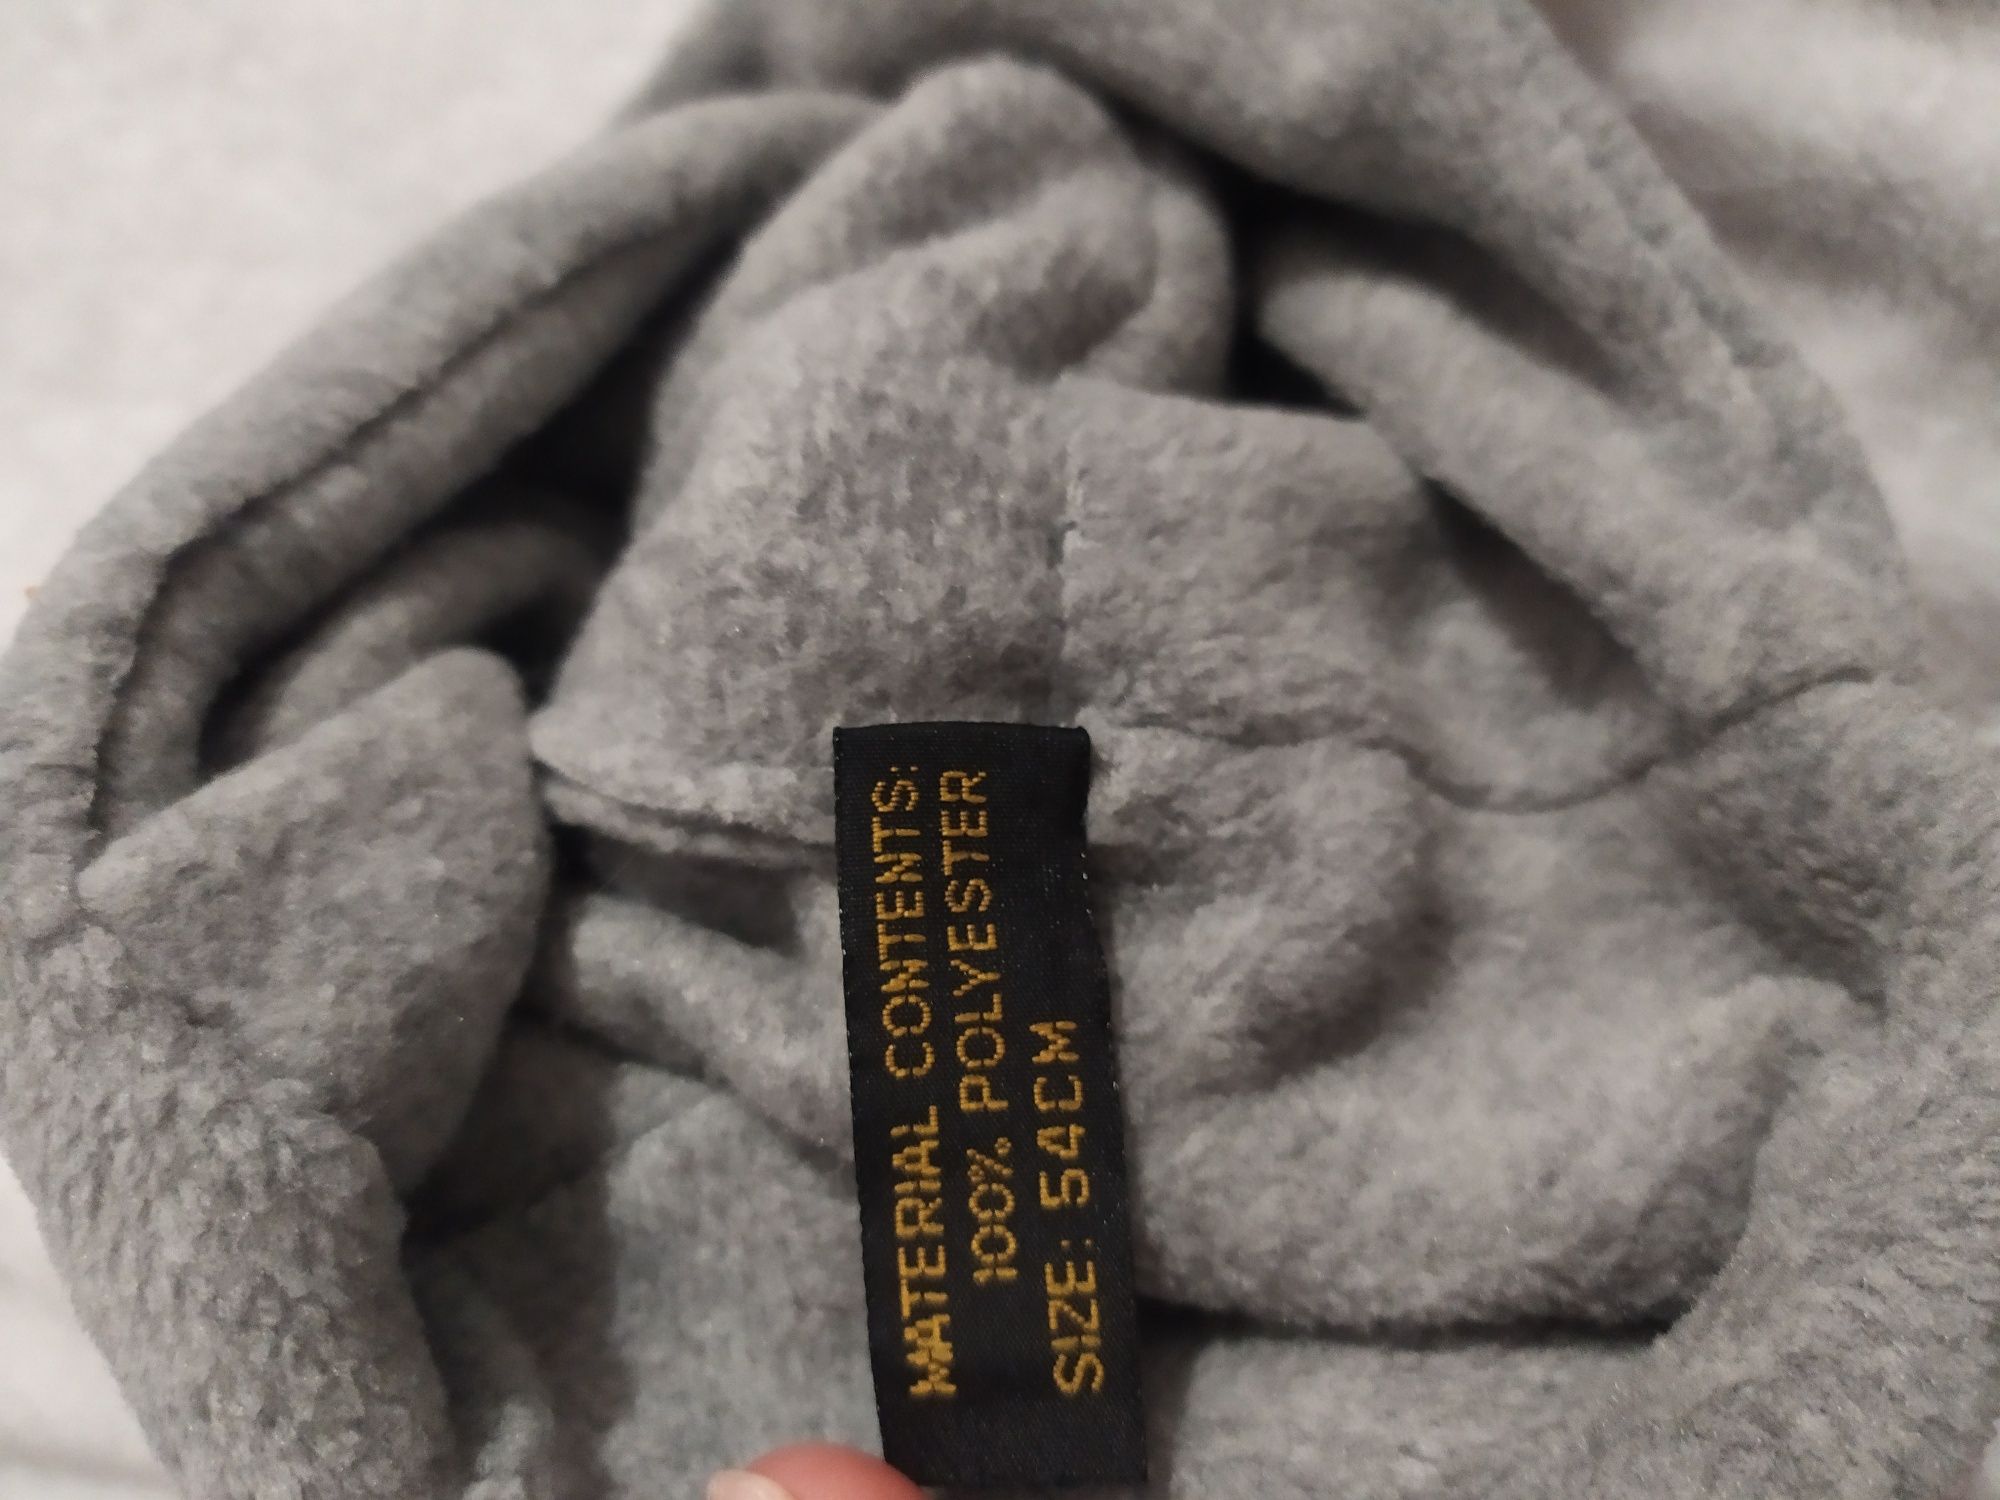 MATERIAL CONTENTS:
100% POLYESTER
SIZE: 54CM